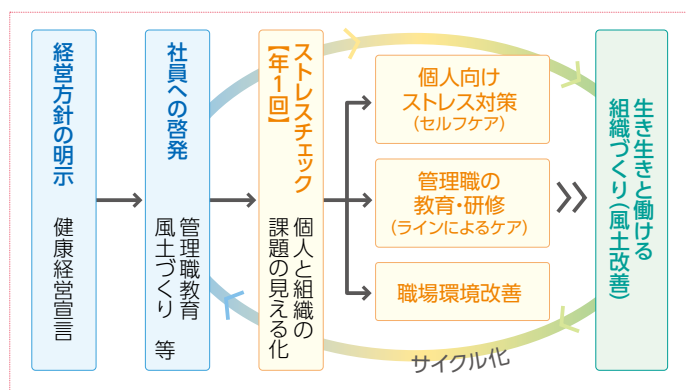 経営方針の明示
健康経営宣言
社員への啓発
管理職教育
風土づくり 等
ストレスチェック
【年1回】
個人と組織の
課題の見える化
個人向け
ストレス対策
(セルフケア)
管理職の
教育・研修
(ラインによるケア)
職場環境改善
生き生きと働ける
組織づくり(風土改善)
サイクル化